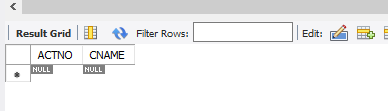 Result Grid Filter Rows: Edit:
ACTNO CNAME
NULL NULL